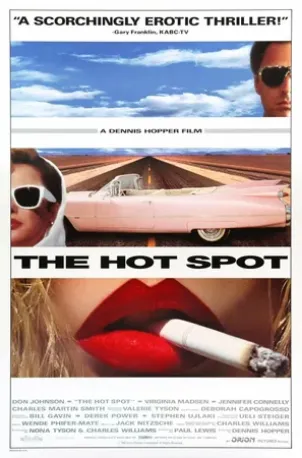 “A SCORCHINGLY EROTIC THRILLER!”
-Gary Franklin, KABC-TV
A DENNIS HOPPER FILM
THE HOT SPOT
DON JOHNSON “THE HOT SPOT” VIRGINIA MADSEN JENNIFER CONNELLY
CHARLES MARTIN SMITH VALERIE TYSON DEBORAH CAPOGROSSO
BILL GAVIN DEREK POWER STEPHEN UJLAKI UELI STEIGER
WENDE PHIFER-MATE JACK NITZSCHE CHARLES WILLIAMS
NONA TYSON & CHARLES WILLIAMS PAUL LEWIS DENNIS HOPPER
ORION